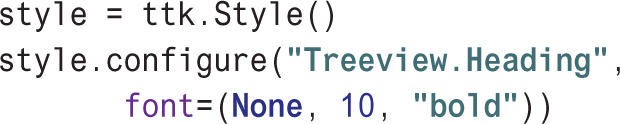 style = ttk.Style()
style.configure("Treeview.Heading",
font=(None, 10, "bold"))